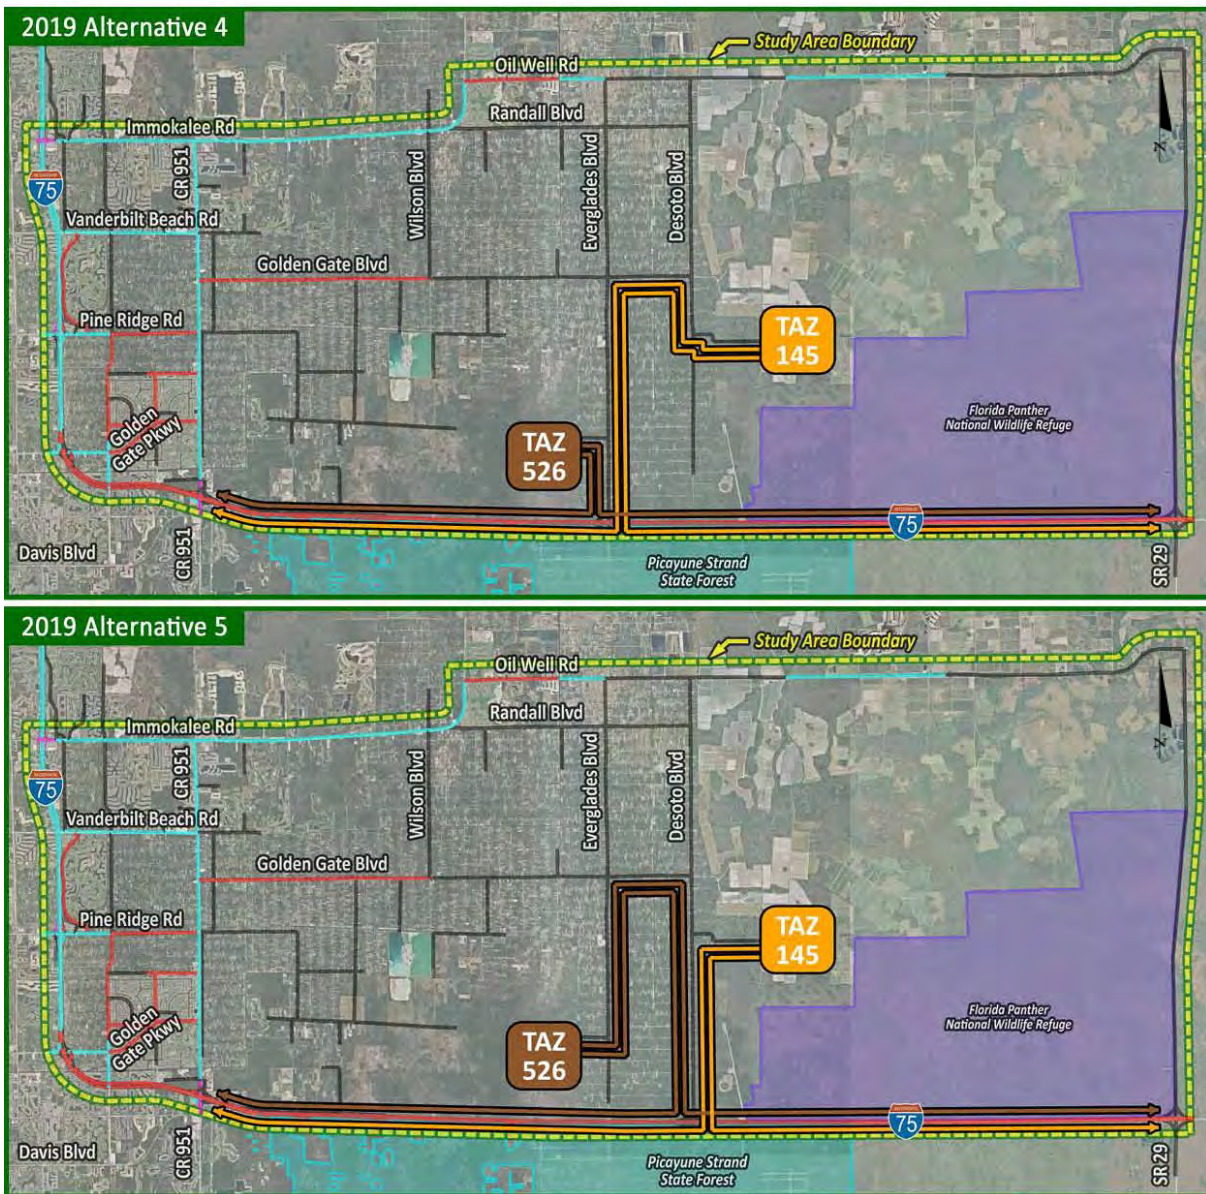 2019 Alternative 4
Study Area Boundary
Oil Well Rd
Randall Blvd
Immokalee Rd
CR 951
Wilson Blvd
Everglades Blvd
Desoto Blvd
N
75
Vanderbilt Beach Rd
Golden Gate Blvd
Pine Ridge Rd
TAZ
145
Florida Panther
National Wildlife Refuge
Golden
Gate Pkwy
TAZ
526
75
Davis Blvd
CR 951
Picayune Strand
State Forest
SR 29
2019 Alternative 5
Study Area Boundary
Oil Well Rd
Randall Blvd
Immokalee Rd
CR 951
Wilson Blvd
Everglades Blvd
Desoto Blvd
N
75
Vanderbilt Beach Rd
Golden Gate Blvd
Pine Ridge Rd
TAZ
145
Florida Panther
National Wildlife Refuge
Golden
Gate Pkwy
TAZ
526
75
Davis Blvd
CR 951
Picayune Strand
State Forest
SR 29